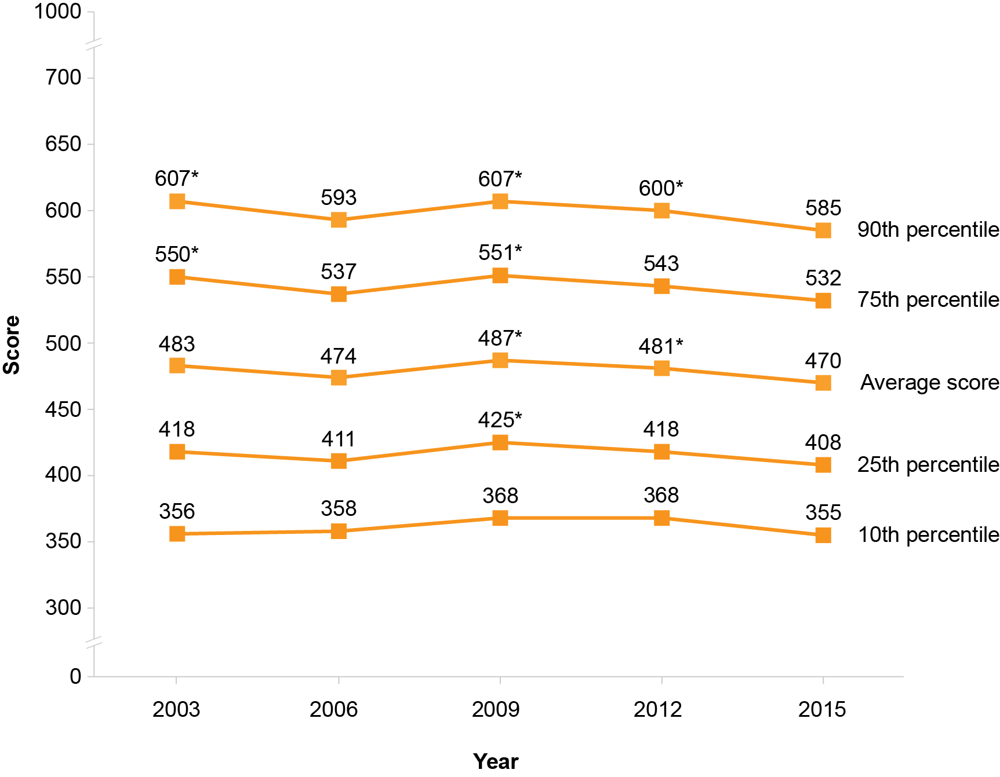 1000
700
650
600
550
500
450
400
350
300
0
Score
607* 593 607* 600* 585
90th percentile
550* 537 551* 543 532
75th percentile
483 474 487* 481* 470
Average score
418 411 425* 418 408
25th percentile
356 358 368 368 355
10th percentile
2003 2006 2009 2012 2015
Year